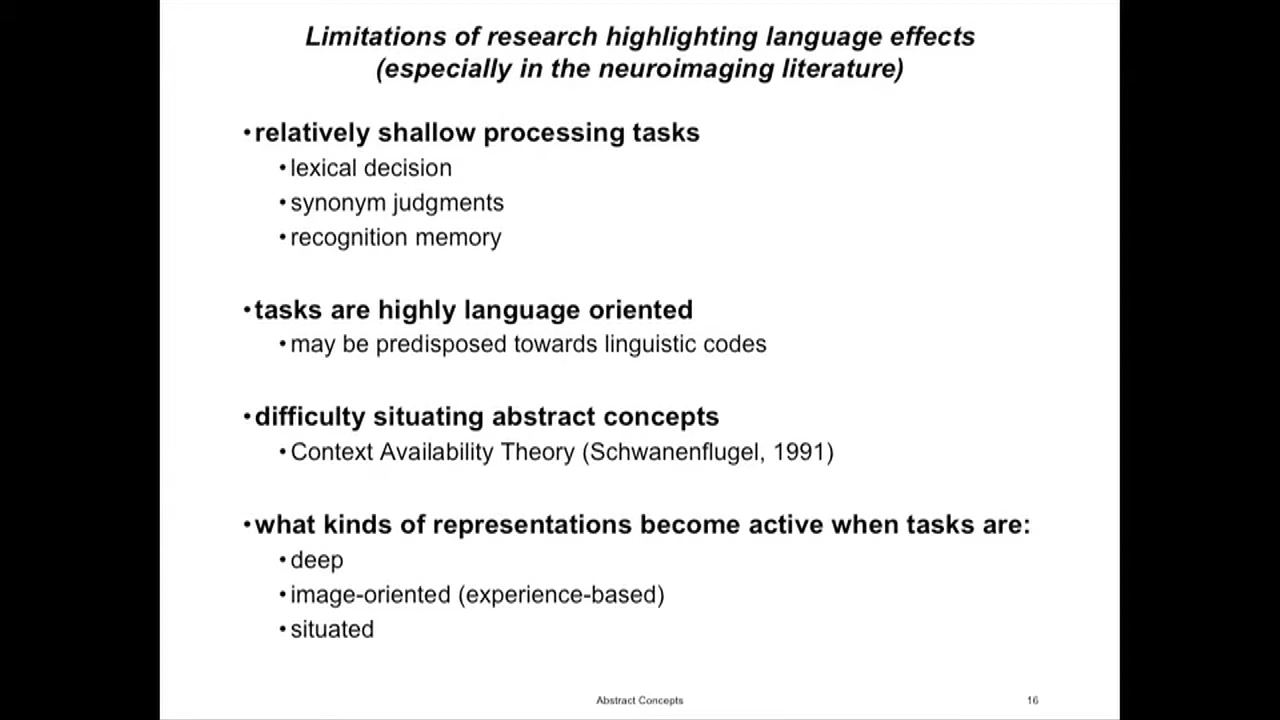 Limitations of research highlighting language effects
(especially in the neuroimaging literature)
•relatively shallow processing tasks
•lexical decision
•synonym judgments
•recognition memory
•tasks are highly language oriented
•may be predisposed towards linguistic codes
•difficulty situating abstract concepts
•Context Availability Theory (Schwanenflugel, 1991)
•what kinds of representations become active when tasks are:
•deep
•image-oriented (experience-based)
•situated
Abstract Concepts
16